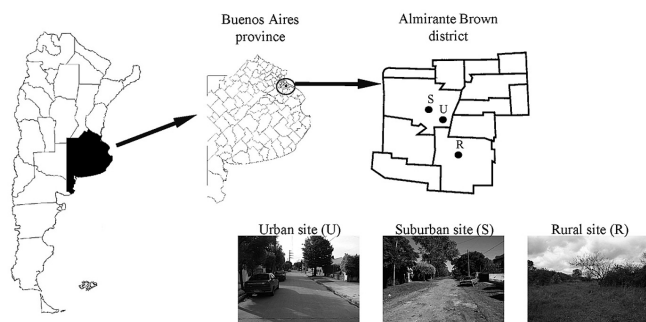 Buenos Aires
province
Almirante Brown
district
S
U
R
Urban site (U)
Suburban site (S)
Rural site (R)